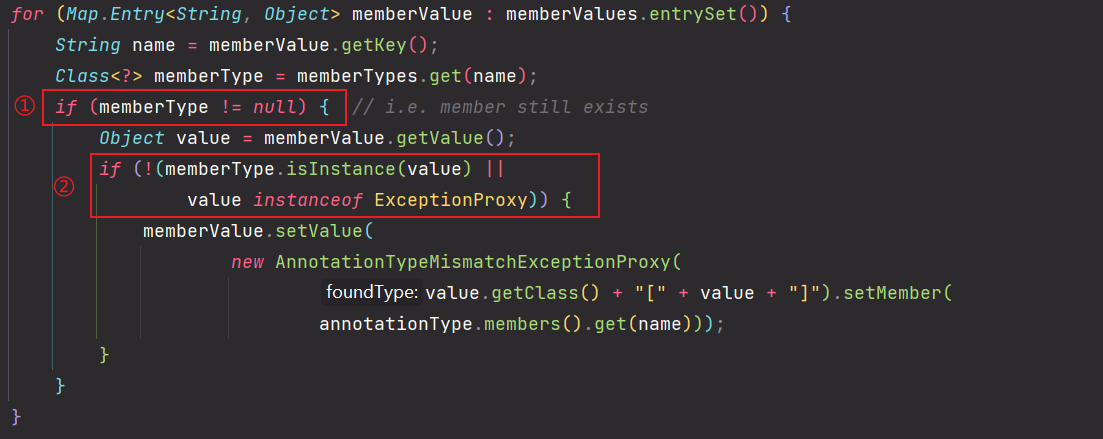 for (Map.Entry<String, Object> memberValue : memberValues.entrySet()) {
String name = memberValue.getKey();
Class<?> memberType = memberTypes.get(name);
① if (memberType != null) { // i.e. member still exists
Object value = memberValue.getValue();
if (!(memberType.isInstance(value) ||
② value instanceof ExceptionProxy)) {
memberValue.setValue(
new AnnotationTypeMismatchExceptionProxy(
foundType: value.getClass() + "[" + value + "]").setMember(
annotationType.members().get(name)));
}
}
}